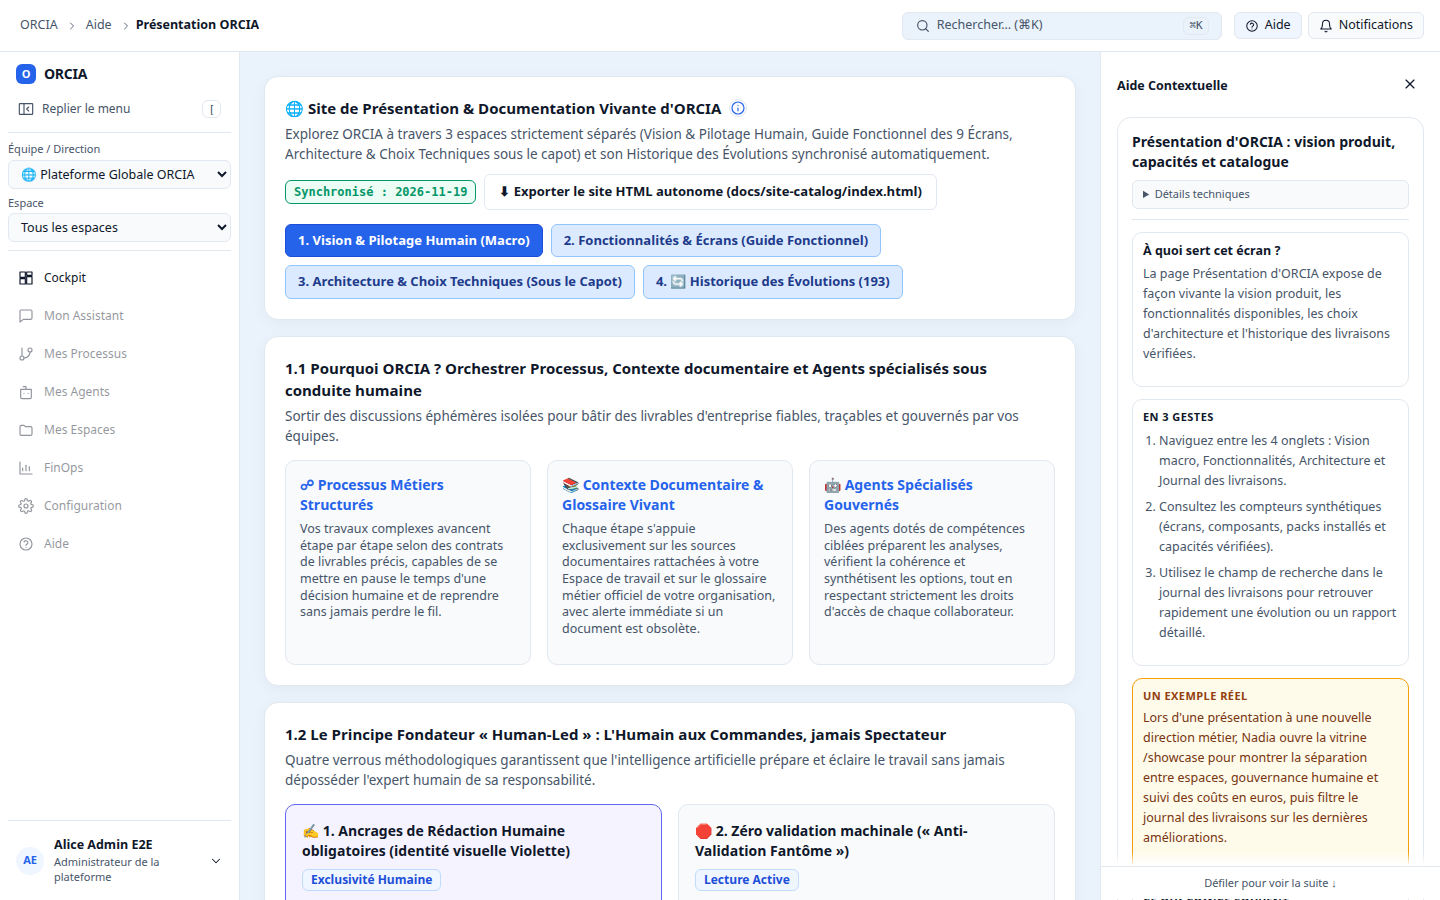 ORCIA > Aide > Présentation ORCIA
Rechercher... (⌘K)
⌘K
Aide
Notifications
O ORCIA
Replier le menu [
Équipe / Direction
🌐 Plateforme Globale ORCIA
Espace
Tous les espaces
Cockpit
Mon Assistant
Mes Processus
Mes Agents
Mes Espaces
FinOps
Configuration
Aide
AE
Alice Admin E2E
Administrateur de la
plateforme
🌐 Site de Présentation & Documentation Vivante d'ORCIA
Explorez ORCIA à travers 3 espaces strictement séparés (Vision & Pilotage Humain, Guide Fonctionnel des 9 Écrans,
Architecture & Choix Techniques sous le capot) et son Historique des Évolutions synchronisé automatiquement.
Synchronisé : 2026-11-19
⬇ Exporter le site HTML autonome (docs/site-catalog/index.html)
1. Vision & Pilotage Humain (Macro)
2. Fonctionnalités & Écrans (Guide Fonctionnel)
3. Architecture & Choix Techniques (Sous le Capot)
4. 🔄 Historique des Évolutions (193)
1.1 Pourquoi ORCIA ? Orchestrer Processus, Contexte documentaire et Agents spécialisés sous
conduite humaine
Sortir des discussions éphémères isolées pour bâtir des livrables d'entreprise fiables, traçables et gouvernés par vos
équipes.
Processus Métiers
Structurés
Vos travaux complexes avancent
étape par étape selon des contrats
de livrables précis, capables de se
mettre en pause le temps d'une
décision humaine et de reprendre
sans jamais perdre le fil.
📚 Contexte Documentaire &
Glossaire Vivant
Chaque étape s'appuie
exclusivement sur les sources
documentaires rattachées à votre
Espace de travail et sur le glossaire
métier officiel de votre organisation,
avec alerte immédiate si un
document est obsolète.
🤖 Agents Spécialisés
Gouvernés
Des agents dotés de compétences
ciblées préparent les analyses,
vérifient la cohérence et
synthétisent les options, tout en
respectant strictement les droits
d'accès de chaque collaborateur.
1.2 Le Principe Fondateur « Human-Led » : L'Humain aux Commandes, jamais Spectateur
Quatre verrous méthodologiques garantissent que l'intelligence artificielle prépare et éclaire le travail sans jamais
déposséder l'expert humain de sa responsabilité.
✍️ 1. Ancrages de Rédaction Humaine
obligatoires (identité visuelle Violette)
Exclusivité Humaine
🛑 2. Zéro validation machinale (« Anti-
Validation Fantôme »)
Lecture Active
Aide Contextuelle
Présentation d'ORCIA : vision produit,
capacités et catalogue
▶ Détails techniques
À quoi sert cet écran ?
La page Présentation d'ORCIA expose de
façon vivante la vision produit, les
fonctionnalités disponibles, les choix
d'architecture et l'historique des livraisons
vérifiées.
EN 3 GESTES
1. Naviguez entre les 4 onglets : Vision
macro, Fonctionnalités, Architecture et
Journal des livraisons.
2. Consultez les compteurs synthétiques
(écrans, composants, packs installés et
capacités vérifiées).
3. Utilisez le champ de recherche dans le
journal des livraisons pour retrouver
rapidement une évolution ou un rapport
détaillé.
UN EXEMPLE RÉEL
Lors d'une présentation à une nouvelle
direction métier, Nadia ouvre la vitrine
/showcase pour montrer la séparation
entre espaces, gouvernance humaine et
suivi des coûts en euros, puis filtre le
journal des livraisons sur les dernières
améliorations.
Défiler pour voir la suite ↓